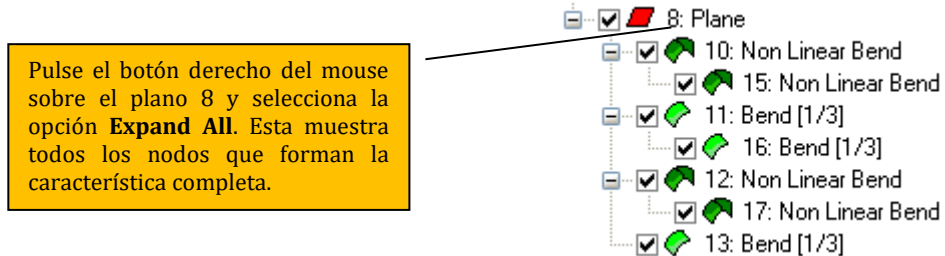 8: Plane
10: Non Linear Bend
15: Non Linear Bend
11: Bend [1/3]
16: Bend [1/3]
12: Non Linear Bend
17: Non Linear Bend
13: Bend [1/3]
Pulse el botón derecho del mouse
sobre el plano 8 y selecciona la
opción Expand All. Esta muestra
todos los nodos que forman la
característica completa.